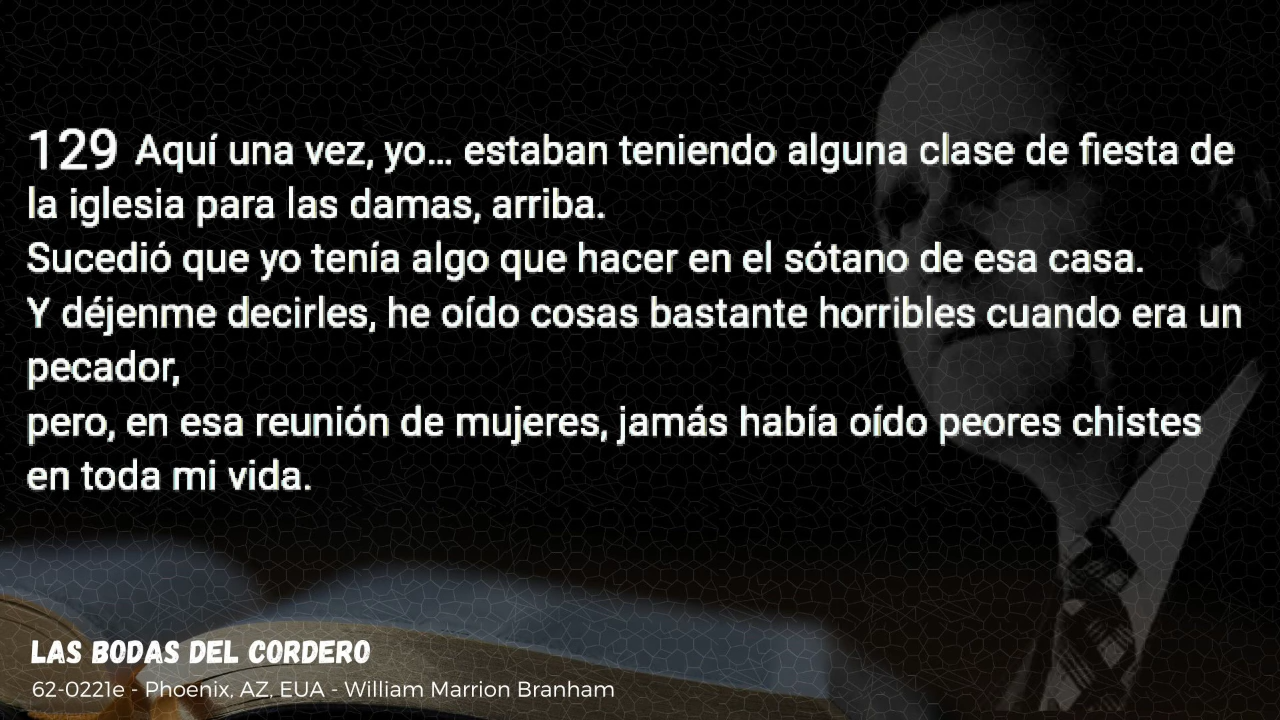 129 Aquí una vez, yo... estaban teniendo alguna clase de fiesta de
la iglesia para las damas, arriba.
Sucedió que yo tenía algo que hacer en el sótano de esa casa.
Y déjenme decirles, he oído cosas bastante horribles cuando era un
pecador,
pero, en esa reunión de mujeres, jamás había oído peores chistes
en toda mi vida.
LAS BODAS DEL CORDERO
62-0221e - Phoenix, AZ, EUA - William Marrion Branham